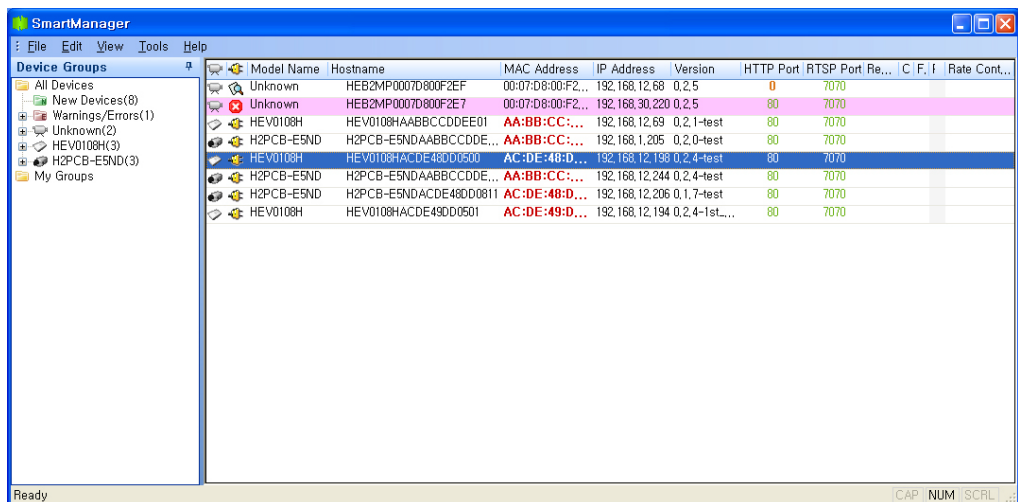 SmartManager
File Edit View Tools Help
Device Groups
All Devices
New Devices(8)
Warnings/Errors(1)
Unknown(2)
HEV0108H(3)
H2PCB-E5ND(3)
My Groups
Model Name Hostname MAC Address IP Address Version HTTP Port RTSP Port Re... C F. F Rate Cont...
Unknown HEB2MP0007D800F2EF 00:07:D8:00:F2... 192,168,12,68 0,2,5 0 7070
Unknown HEB2MP0007D800F2E7 00:07:D8:00:F2... 192,168,30,220 0,2,5 80 7070
HEV0108H HEV0108HAABBCCDDEE01 AA:BB:CC:... 192,168,12,69 0,2,1-test 80 7070
H2PCB-E5ND H2PCB-E5NDAABBCCDDE... AA:BB:CC:... 192,168,1,205 0,2,0-test 80 7070
HEV0108H HEV0108HACDE48DD0500 AC:DE:48:D... 192,168,12,198 0,2,4-test 80 7070
H2PCB-E5ND H2PCB-E5NDAABBCCDDE... AA:BB:CC:... 192,168,12,244 0,2,4-test 80 7070
H2PCB-E5ND H2PCB-E5NDACDE48DD0811 AC:DE:48:D... 192,168,12,206 0,1,7-test 80 7070
HEV0108H HEV0108HACDE49DD0501 AC:DE:49:D... 192,168,12,194 0,2,4-1st_... 80 7070
Ready CAP NUM SCRL